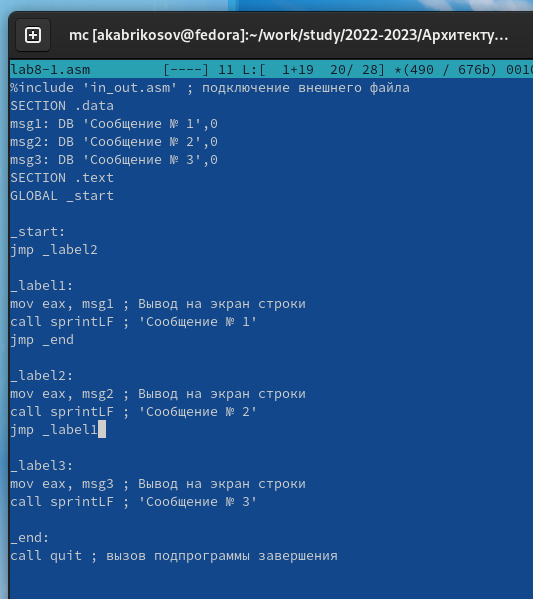 mc [akabrikosov@fedora]:~/work/study/2022-2023/Архитекту...
lab8-1.asm [----] 11 L:[ 1+19 20/ 28] *(490 / 676b) 0010
%include 'in_out.asm' ; подключение внешнего файла
SECTION .data
msg1: DB 'Сообщение № 1',0
msg2: DB 'Сообщение № 2',0
msg3: DB 'Сообщение № 3',0
SECTION .text
GLOBAL _start
_start:
jmp _label2
_label1:
mov eax, msg1 ; Вывод на экран строки
call sprintLF ; 'Сообщение № 1'
jmp _end
_label2:
mov eax, msg2 ; Вывод на экран строки
call sprintLF ; 'Сообщение № 2'
jmp _label1
_label3:
mov eax, msg3 ; Вывод на экран строки
call sprintLF ; 'Сообщение № 3'
_end:
call quit ; вызов подпрограммы завершения